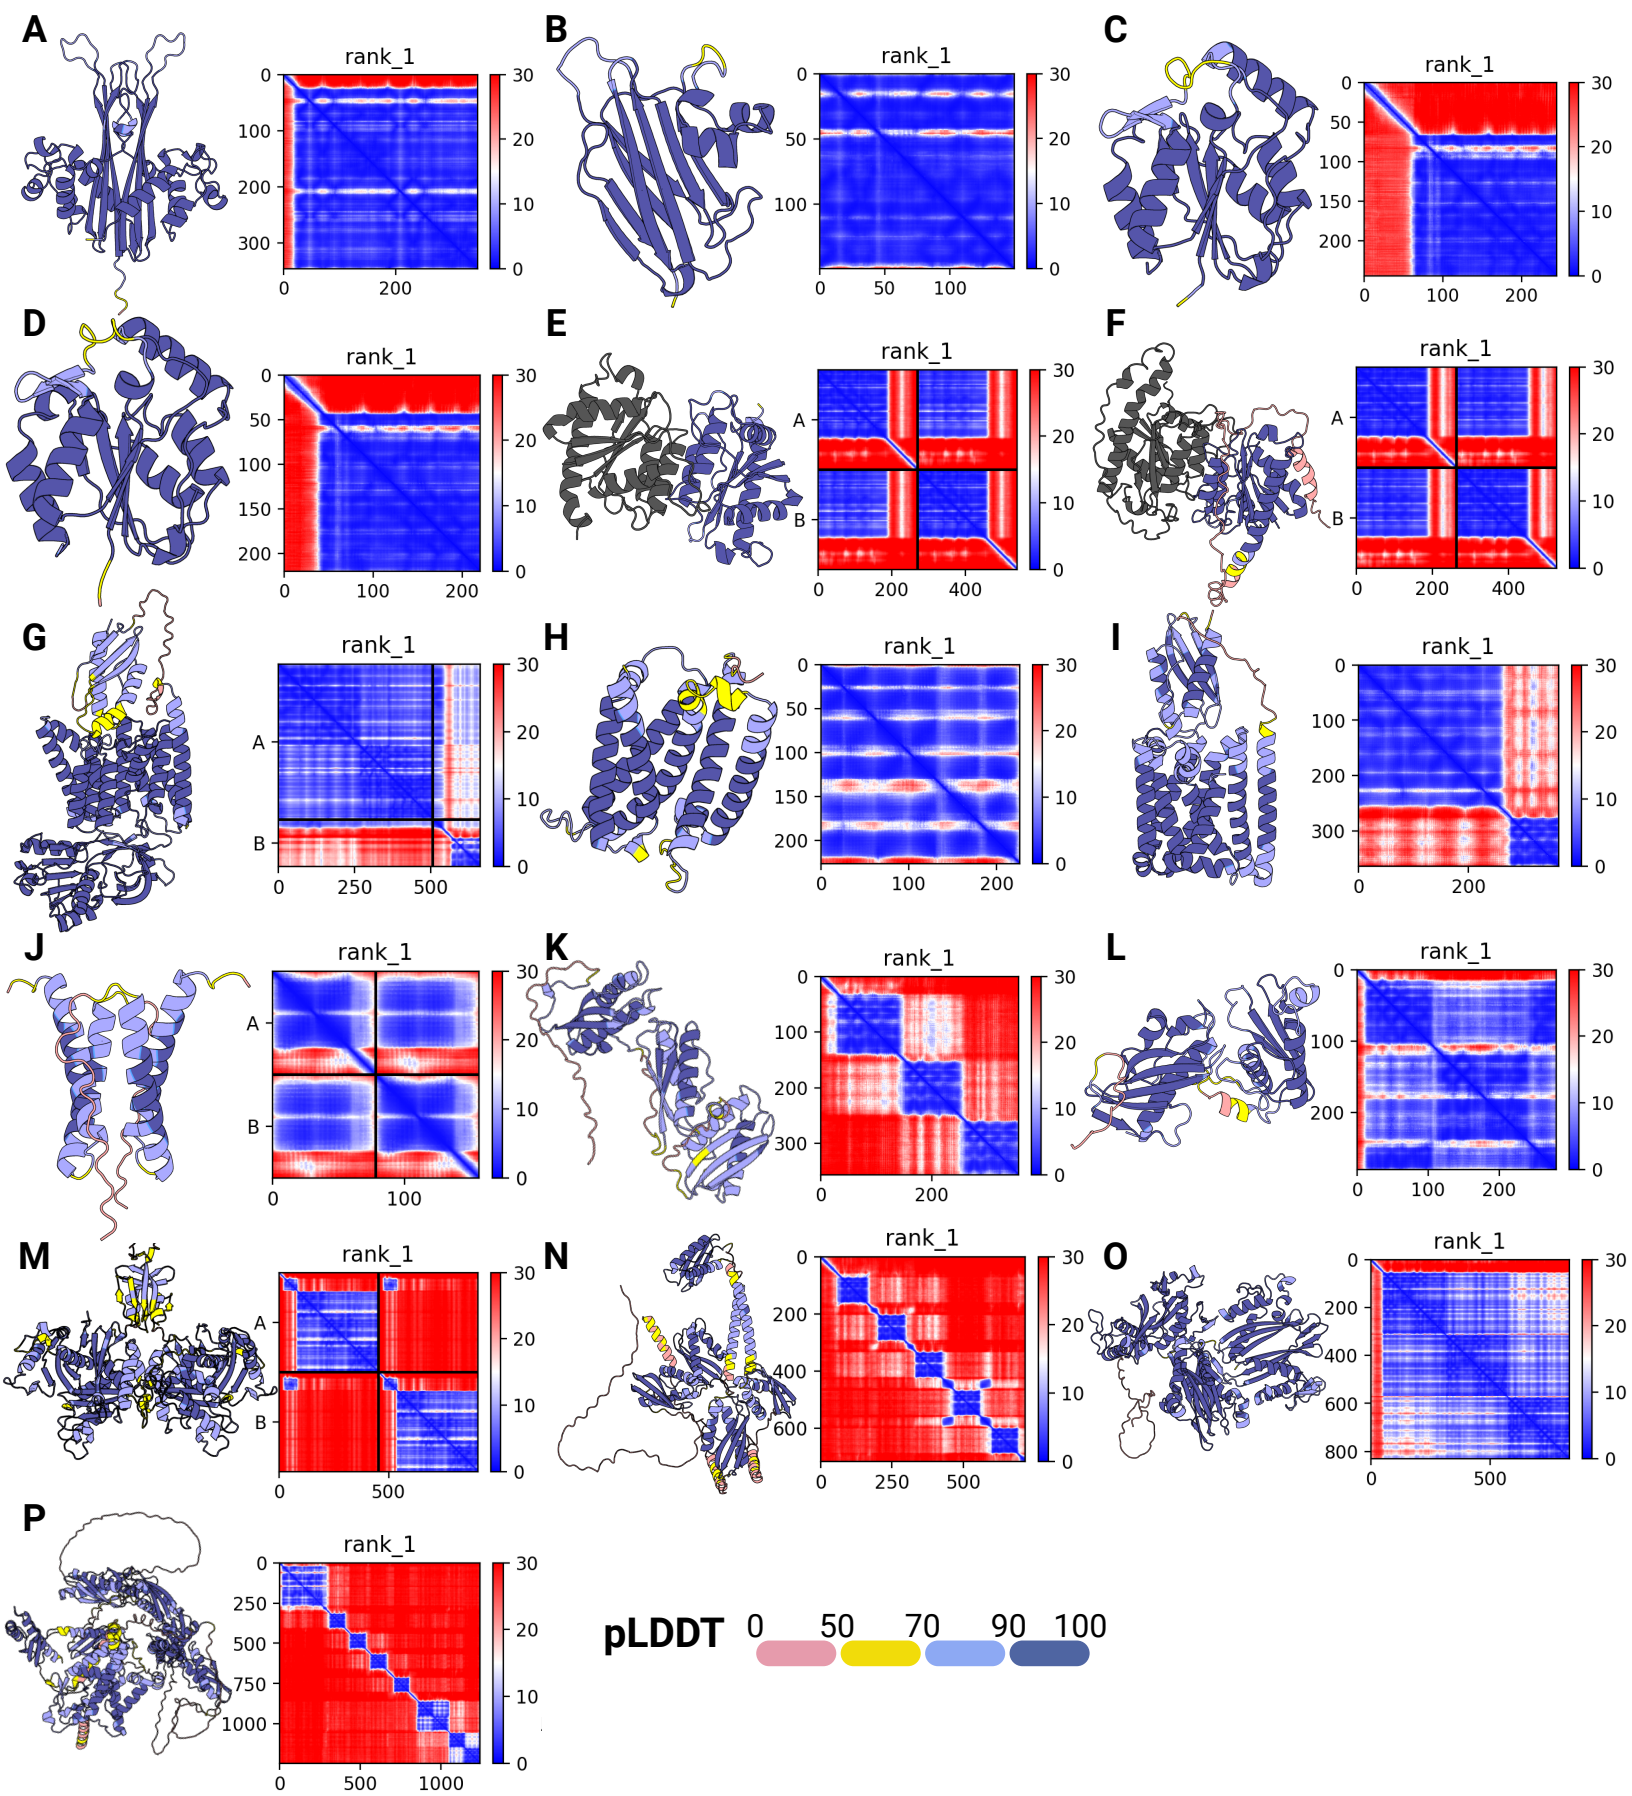 A
rank_1
0
100
200
300
0 200
30
20
10
0
B
rank_1
0
50
100
0 50 100
30
20
10
0
C
rank_1
0
50
100
150
200
0 100 200
30
20
10
0
D
rank_1
0
50
100
150
200
0 100 200
30
20
10
0
E
rank_1
A
B
0 200 400
30
20
10
0
F
rank_1
A
B
0 200 400
30
20
10
0
G
rank_1
A
B
0 250 500
30
20
10
0
H
rank_1
0
50
100
150
200
0 100 200
30
20
10
0
I
rank_1
0
100
200
300
0 200
30
20
10
0
J
rank_1
A
B
0 100
30
20
10
0
K
rank_1
0
100
200
300
0 200
30
20
10
0
L
rank_1
0
100
200
0 100 200
30
20
10
0
M
rank_1
A
B
0 500
30
20
10
0
N
rank_1
0
200
400
600
0 250 500
30
20
10
0
O
rank_1
0
200
400
600
800
0 500
30
20
10
0
P
rank_1
0
250
500
750
1000
0 500 1000
30
20
10
0
pLDDT 0 50 70 90 100